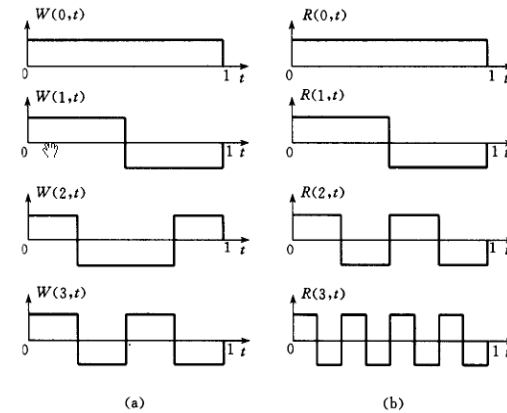 W(0,t)
0
1 t
W(1,t)
0
1 t
W(2,t)
0
1 t
W(3,t)
0
1 t
(a)
R(0,t)
0
1 t
R(1,t)
0
1 t
R(2,t)
0
1 t
R(3,t)
0
1 t
(b)